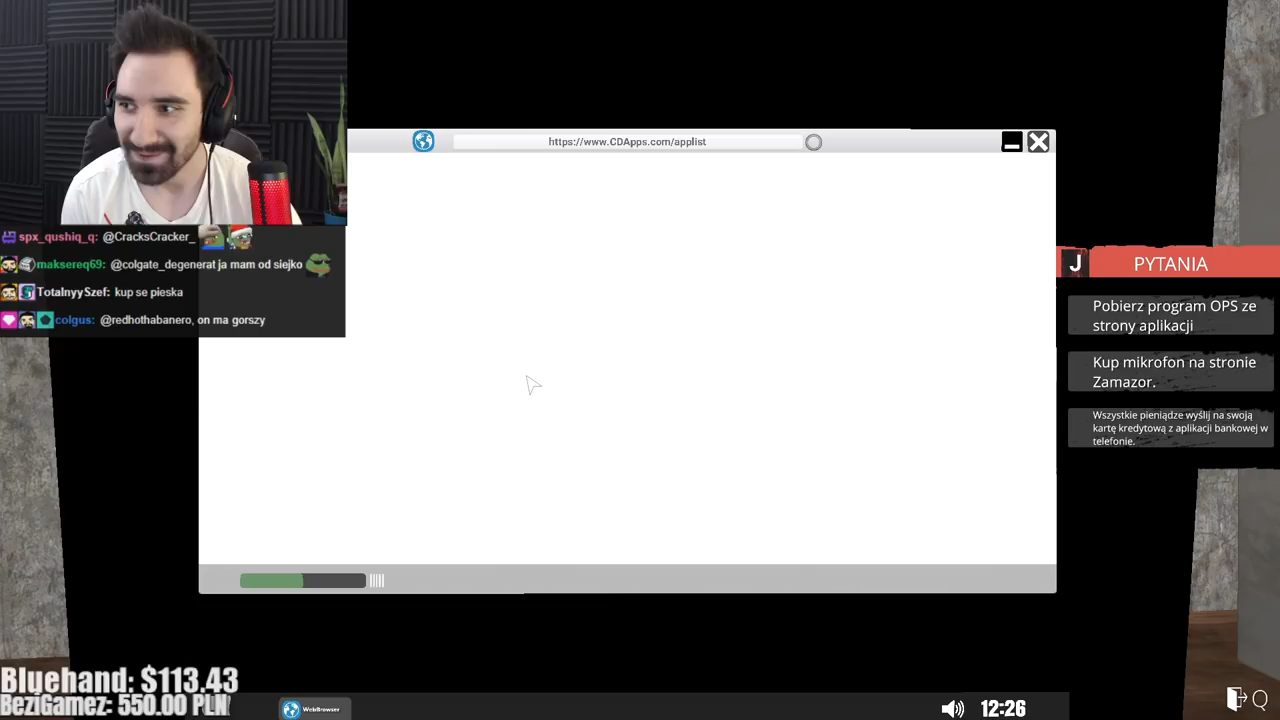 https://www.CDApps.com/applist
spx_qushiq_q: @CracksCracker_
maksereq69: @colgate_degenerat ja mam od siejko
TotalnyySzef: kup se pieska
colgus: @redhothabanero, on ma gorszy
J PYTANIA
Pobierz program OPS ze
strony aplikacji
Kup mikrofon na stronie
Zamazor.
Wszystkie pieniądze wyślij na swoją
kartę kredytową z aplikacji bankowej w
telefonie.
Bluehand: $113.43
BeziGamez: 550.00 PLN
WebBrowser
12:26
Q